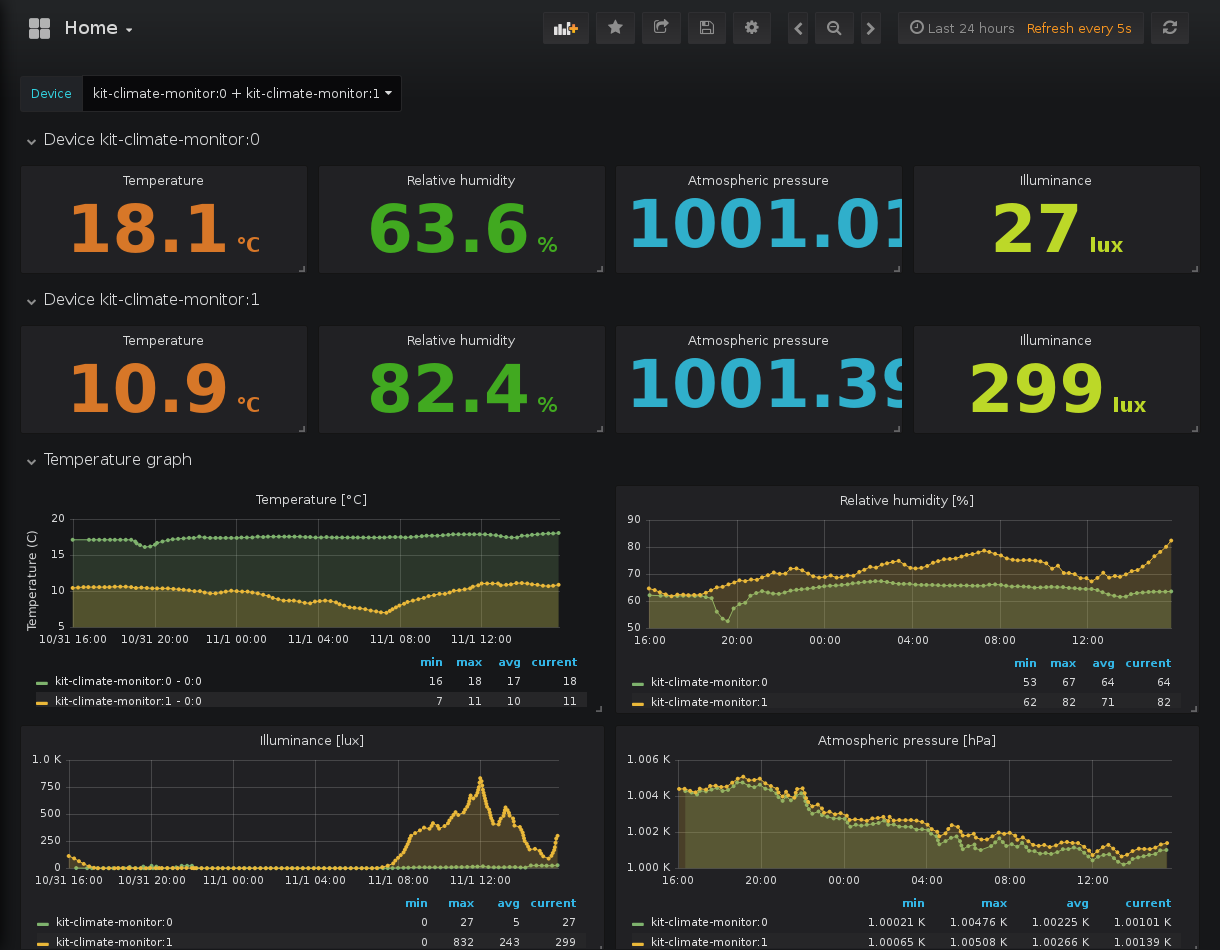 Home
Last 24 hours Refresh every 5s
Device kit-climate-monitor:0 + kit-climate-monitor:1
Device kit-climate-monitor:0
Temperature Relative humidity Atmospheric pressure Illuminance
18.1 °C 63.6 % 1001.01 27 lux
Device kit-climate-monitor:1
Temperature Relative humidity Atmospheric pressure Illuminance
10.9 °C 82.4 % 1001.39 299 lux
Temperature graph
Temperature [°C]
Temperature (C)
20
15
10
5
10/31 16:00 10/31 20:00 11/1 00:00 11/1 04:00 11/1 08:00 11/1 12:00
min max avg current
kit-climate-monitor:0 - 0:0 16 18 17 18
kit-climate-monitor:1 - 0:0 7 11 10 11
Relative humidity [%]
90
80
70
60
50
16:00 20:00 00:00 04:00 08:00 12:00
min max avg current
kit-climate-monitor:0 53 67 64 64
kit-climate-monitor:1 62 82 71 82
Illuminance [lux]
1.0 K
750
500
250
0
10/31 16:00 10/31 20:00 11/1 00:00 11/1 04:00 11/1 08:00 11/1 12:00
min max avg current
kit-climate-monitor:0 0 27 5 27
kit-climate-monitor:1 0 832 243 299
Atmospheric pressure [hPa]
1.006 K
1.004 K
1.002 K
1.000 K
16:00 20:00 00:00 04:00 08:00 12:00
min max avg current
kit-climate-monitor:0 1.00021 K 1.00476 K 1.00225 K 1.00101 K
kit-climate-monitor:1 1.00065 K 1.00508 K 1.00266 K 1.00139 K